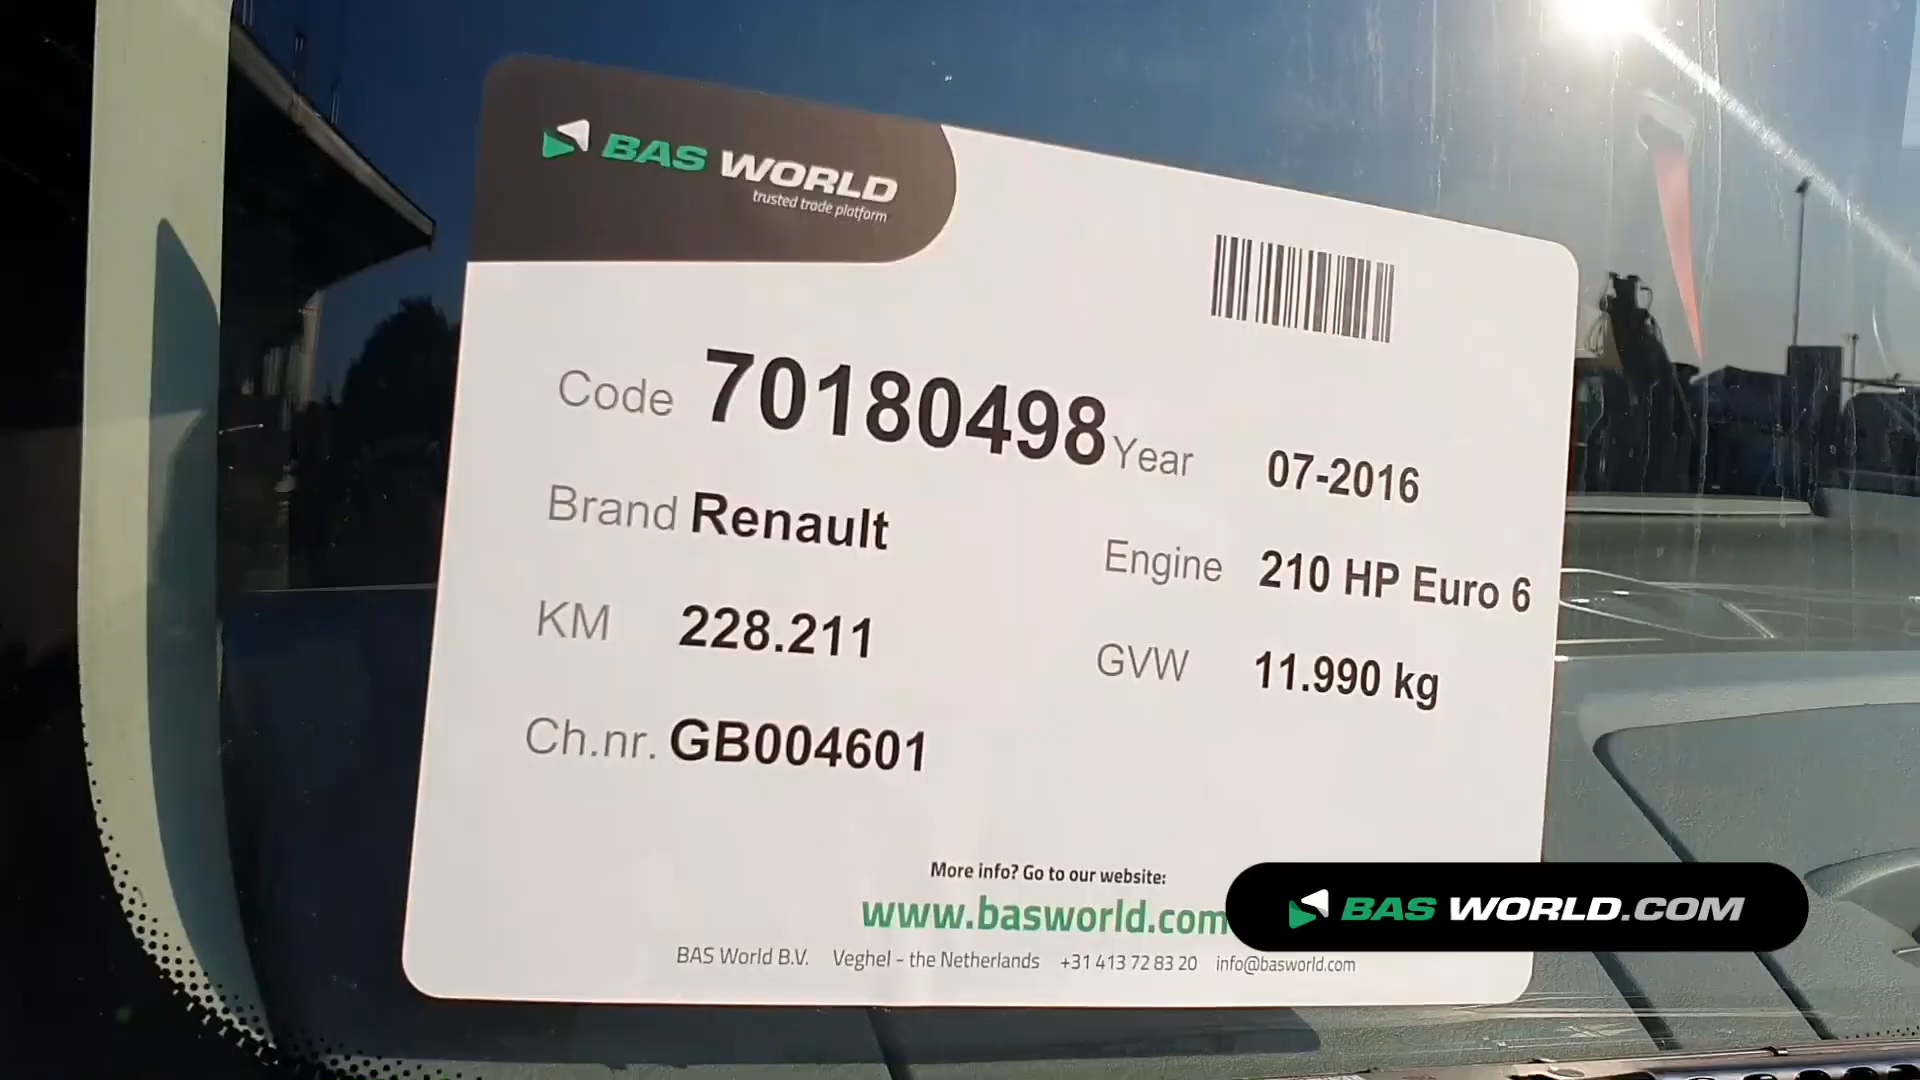 BAS WORLD
trusted trade platform
Code 70180498
Year 07-2016
Brand Renault
Engine 210 HP Euro 6
KM 228.211
GVW 11.990 kg
Ch.nr. GB004601
More info? Go to our website:
www.basworld.com
BAS World B.V. Veghel - the Netherlands +31 413 72 83 20 info@basworld.com
BAS WORLD.COM